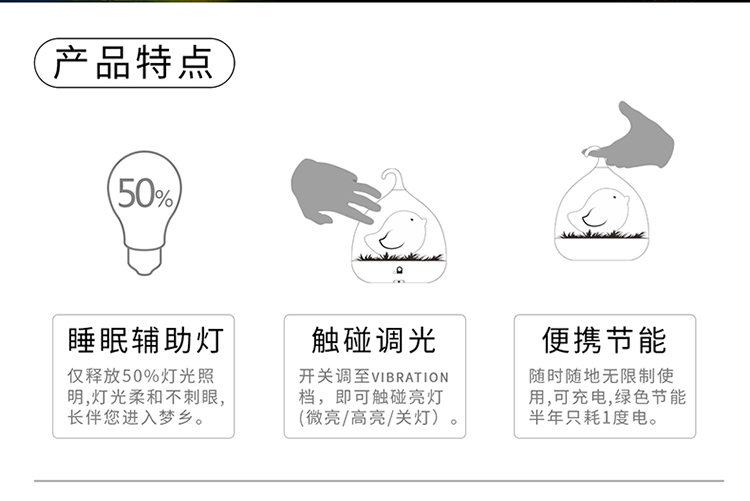 产品特点
50%
睡眠辅助灯
仅释放50%灯光照
明,灯光柔和不刺眼,
长伴您进入梦乡。
触碰调光
开关调至VIBRATION
档，即可触碰亮灯
(微亮/高亮/关灯）。
便携节能
随时随地无限制使
用,可充电,绿色节能
半年只耗1度电。